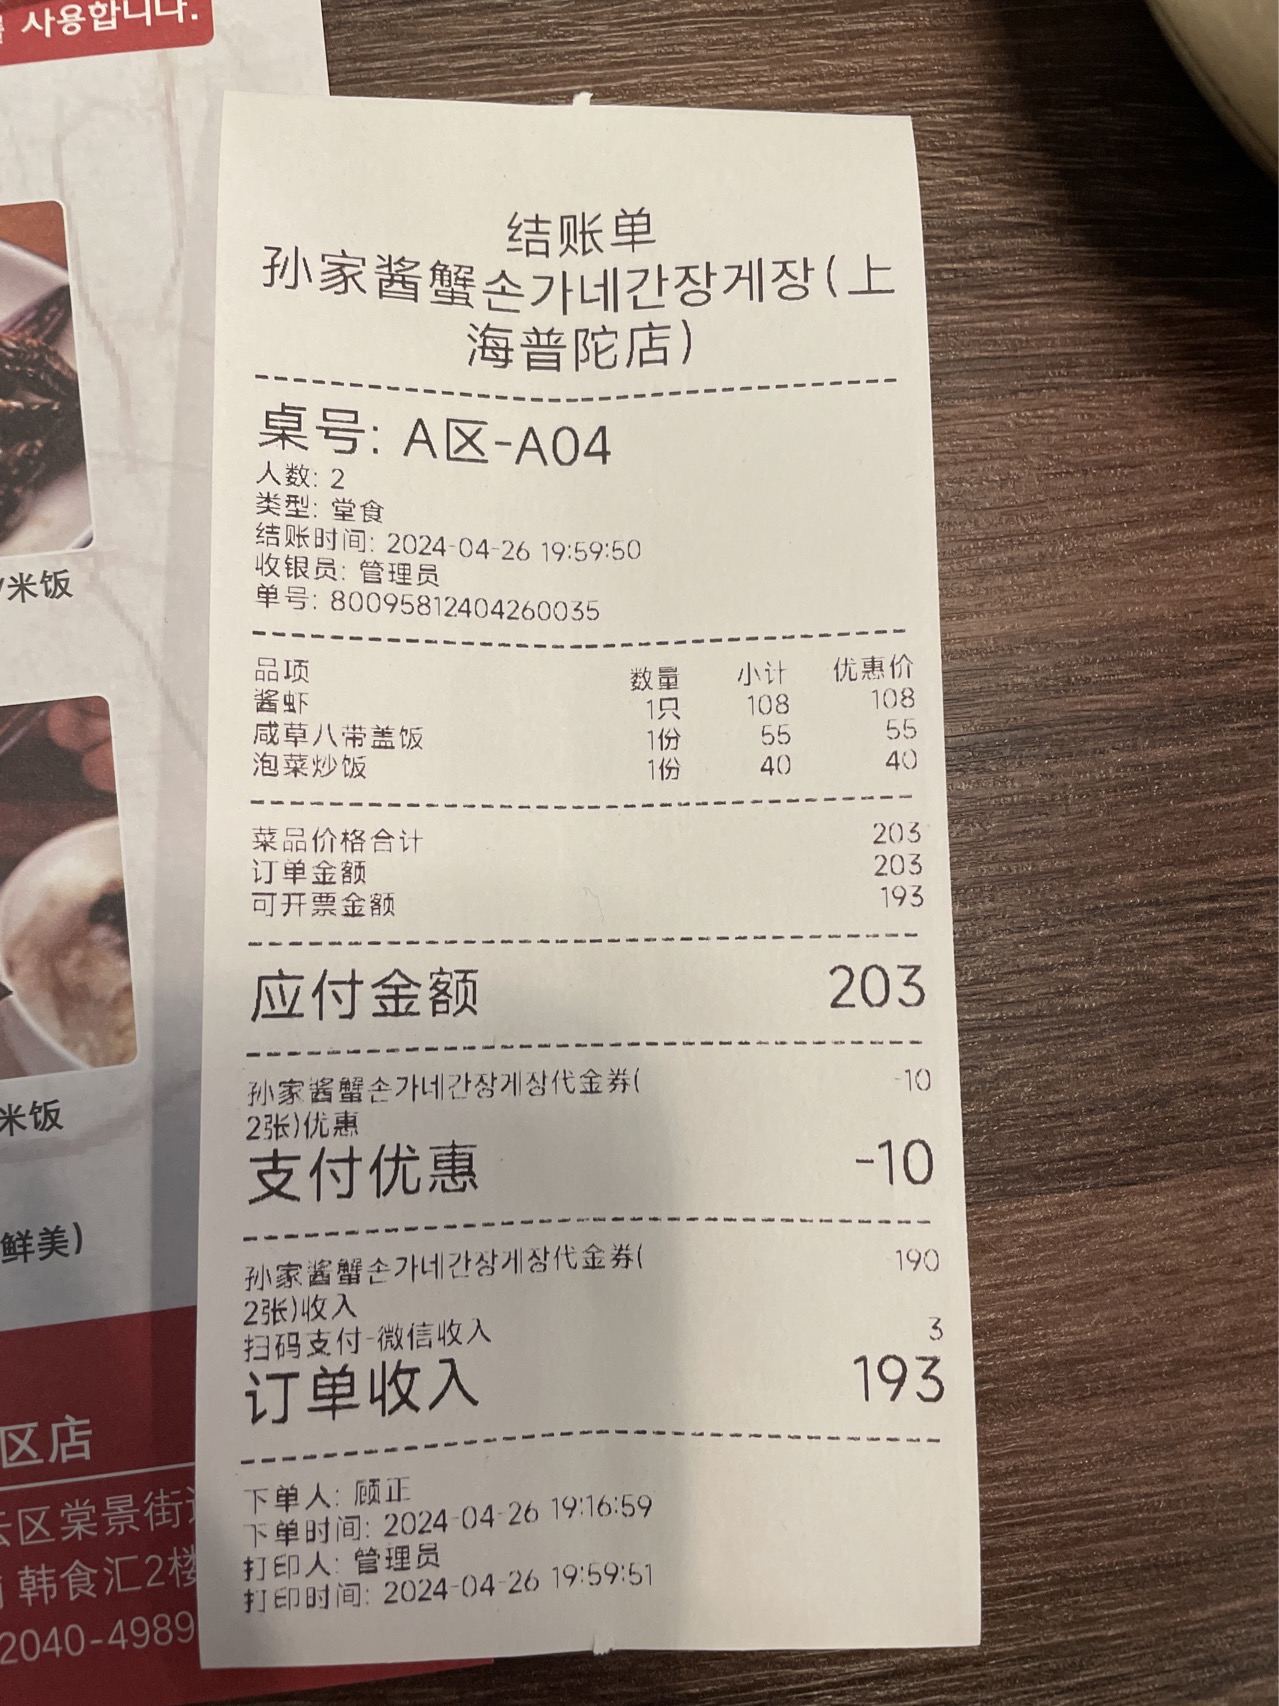 사용합니다.
/米饭
米饭
鲜美)
区店
区棠景街
韩食汇2楼
2040-4989
结账单
孙家酱蟹손가네간장게장(上
海普陀店)
桌号: A区-A04
人数: 2
类型: 堂食
结账时间: 2024-04-26 19:59:50
收银员: 管理员
单号: 80095812404260035
品项 数量 小计 优惠价
酱虾 1只 108 108
咸草八带盖饭 1份 55 55
泡菜炒饭 1份 40 40
菜品价格合计 203
订单金额 203
可开票金额 193
应付金额 203
孙家酱蟹손가네간장게장代金券( -10
2张)优惠
支付优惠 -10
孙家酱蟹손가네간장게장代金券( 190
2张)收入
扫码支付-微信收入 3
订单收入 193
下单人: 顾正
下单时间: 2024-04-26 19:16:59
打印人: 管理员
打印时间: 2024-04-26 19:59:51